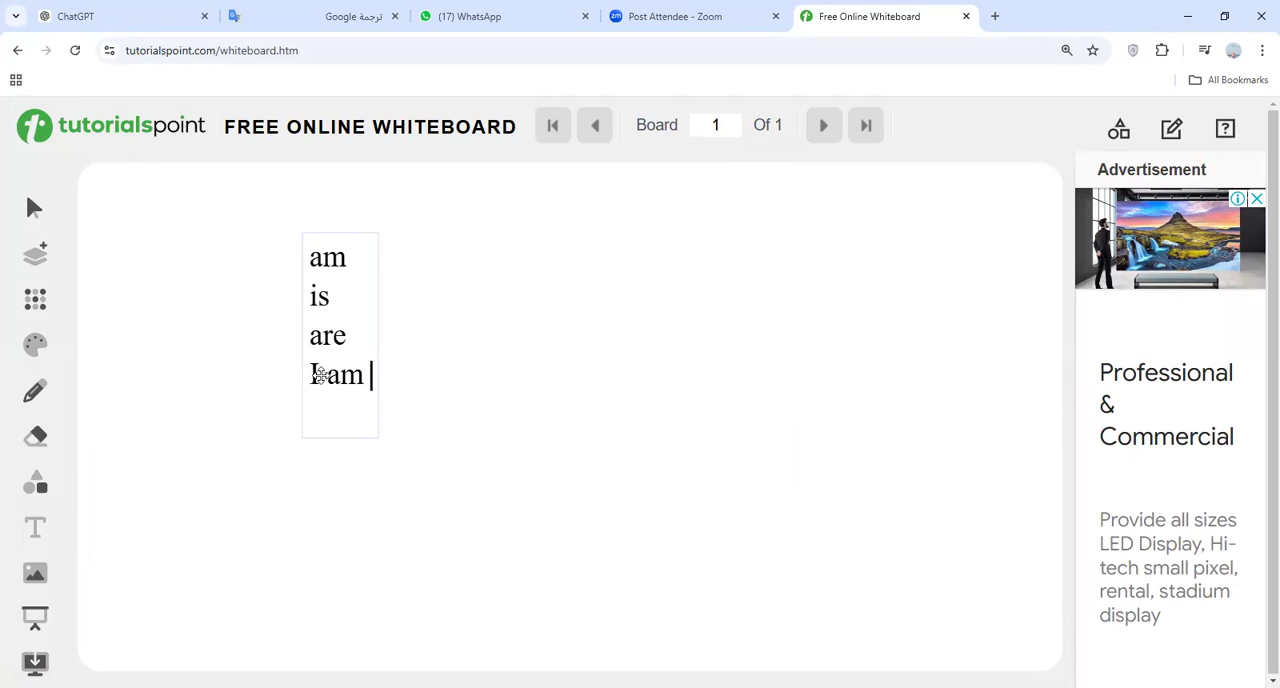 ChatGPT
Google ترجمة
(17) WhatsApp
Post Attendee - Zoom
Free Online Whiteboard
tutorialspoint.com/whiteboard.htm
All Bookmarks
tutorialspoint
FREE ONLINE WHITEBOARD
Board 1 Of 1
Advertisement
am
is
are
I am
Professional
&
Commercial
Provide all sizes
LED Display, Hi-
tech small pixel,
rental, stadium
display